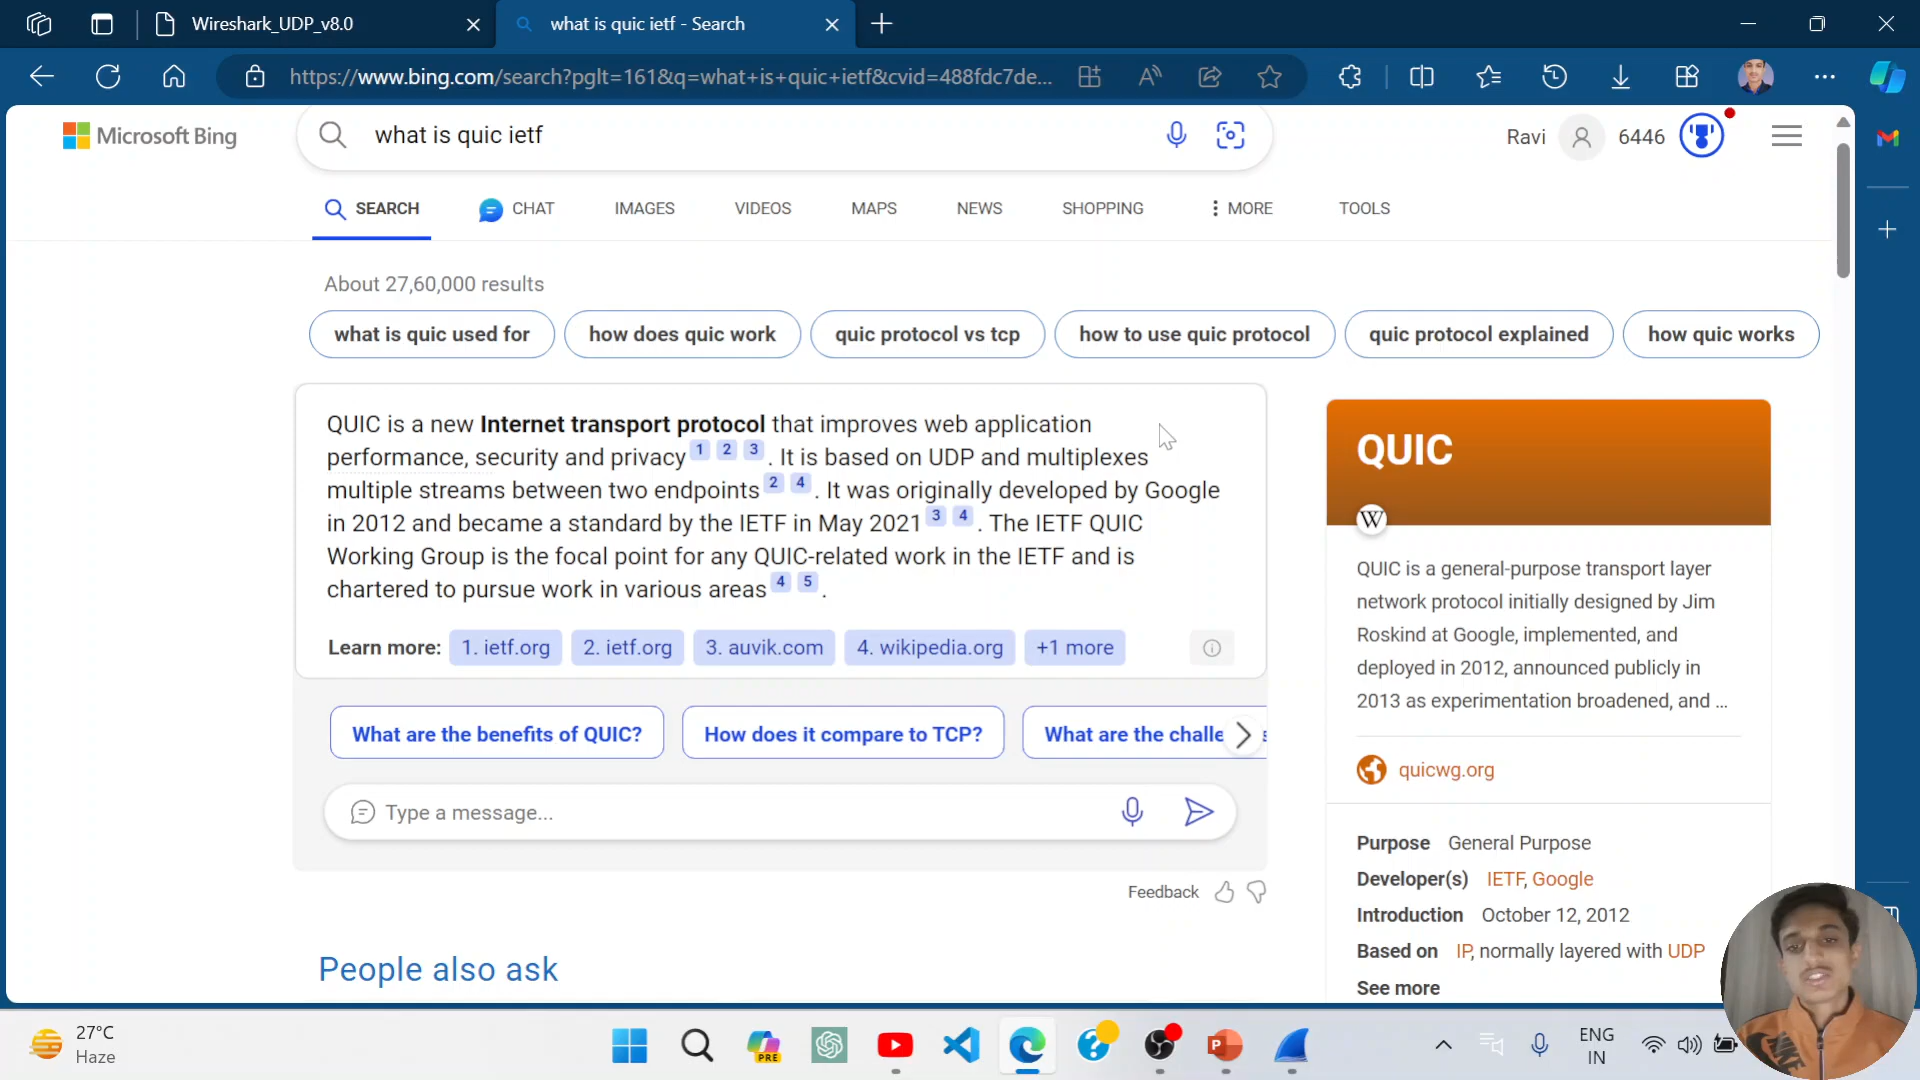 Wireshark_UDP_v8.0
what is quic ietf - Search
https://www.bing.com/search?pglt=161&q=what+is+quic+ietf&cvid=488fdc7de...
Microsoft Bing
what is quic ietf
Ravi
6446
SEARCH
CHAT
IMAGES
VIDEOS
MAPS
NEWS
SHOPPING
MORE
TOOLS
About 27,60,000 results
what is quic used for
how does quic work
quic protocol vs tcp
how to use quic protocol
quic protocol explained
how quic works
QUIC is a new Internet transport protocol that improves web application
performance, security and privacy 1 2 3 . It is based on UDP and multiplexes
multiple streams between two endpoints 2 4 . It was originally developed by Google
in 2012 and became a standard by the IETF in May 2021 3 4 . The IETF QUIC
Working Group is the focal point for any QUIC-related work in the IETF and is
chartered to pursue work in various areas 4 5 .
Learn more: 1. ietf.org 2. ietf.org 3. auvik.com 4. wikipedia.org +1 more
What are the benefits of QUIC?
How does it compare to TCP?
What are the challe
Type a message...
Feedback
People also ask
QUIC
W
QUIC is a general-purpose transport layer
network protocol initially designed by Jim
Roskind at Google, implemented, and
deployed in 2012, announced publicly in
2013 as experimentation broadened, and ...
quicwg.org
Purpose General Purpose
Developer(s) IETF, Google
Introduction October 12, 2012
Based on IP, normally layered with UDP
See more
27°C
Haze
PRE
P
ENG
IN